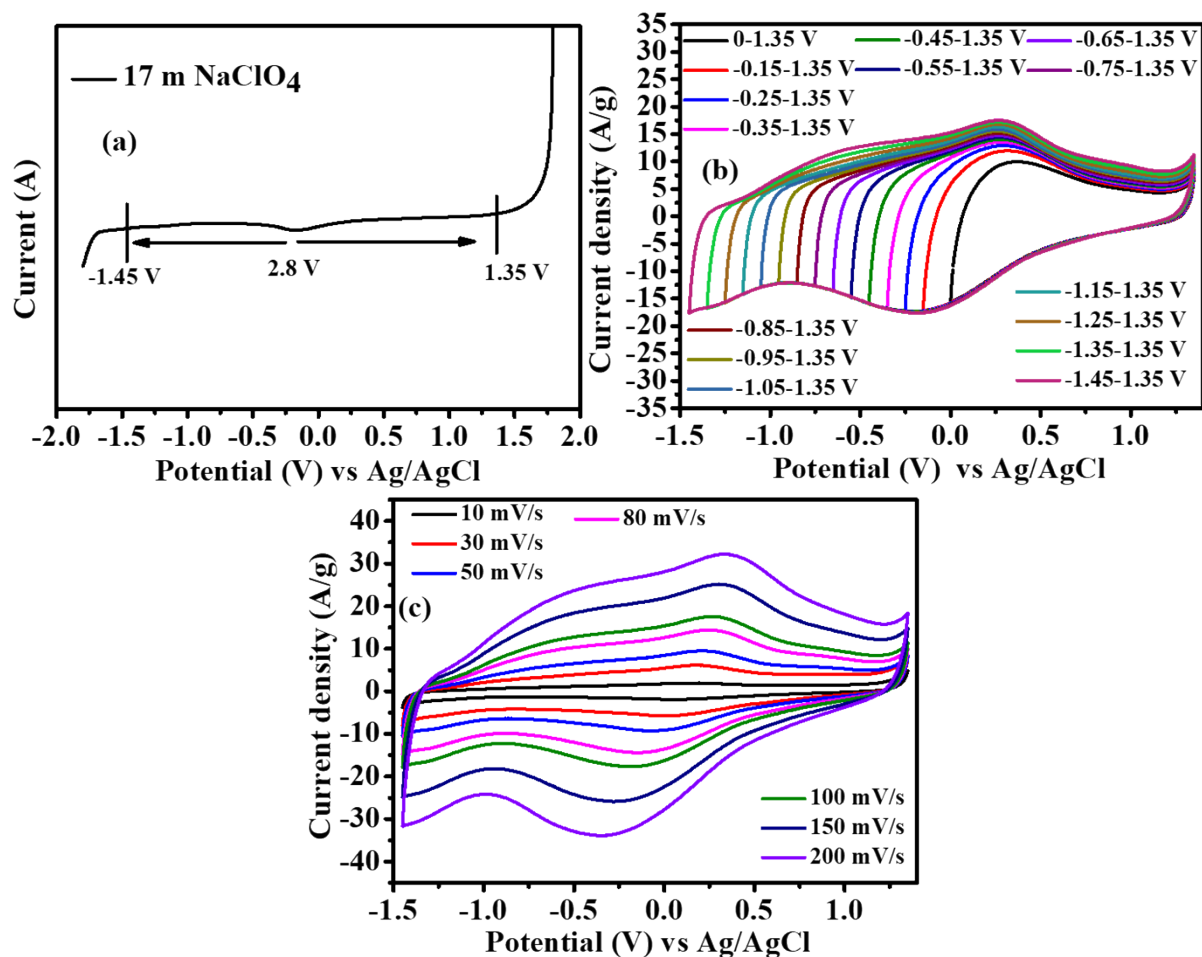 17 m NaClO4
(a)
-1.45 V
2.8 V
1.35 V
Current (A)
-2.0 -1.5 -1.0 -0.5 0.0 0.5 1.0 1.5 2.0
Potential (V) vs Ag/AgCl
35
30
25
20
15
10
5
0
-5
-10
-15
-20
-25
-30
-35
0-1.35 V
-0.15-1.35 V
-0.25-1.35 V
-0.35-1.35 V
-0.45-1.35 V
-0.55-1.35 V
-0.65-1.35 V
-0.75-1.35 V
(b)
-0.85-1.35 V
-0.95-1.35 V
-1.05-1.35 V
-1.15-1.35 V
-1.25-1.35 V
-1.35-1.35 V
-1.45-1.35 V
Current density (A/g)
-1.5 -1.0 -0.5 0.0 0.5 1.0
Potential (V) vs Ag/AgCl
40
30
20
10
0
-10
-20
-30
-40
10 mV/s
30 mV/s
50 mV/s
80 mV/s
(c)
100 mV/s
150 mV/s
200 mV/s
Current density (A/g)
-1.5 -1.0 -0.5 0.0 0.5 1.0
Potential (V) vs Ag/AgCl